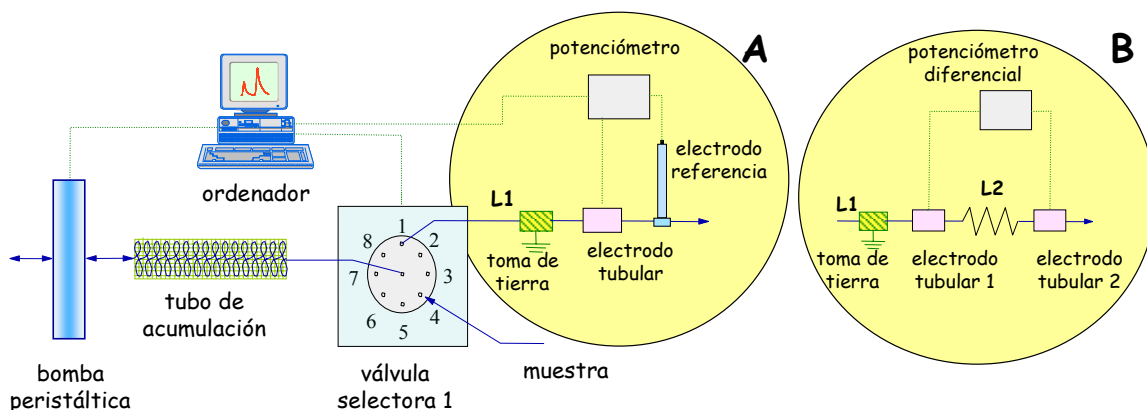 A
B
potenciómetro
potenciómetro
diferencial
electrodo
referencia
ordenador
L1
L1
L2
1
2
3
4
5
6
7
8
toma de
tierra
electrodo
tubular
toma de
tierra
electrodo
tubular 1
electrodo
tubular 2
tubo de
acumulación
bomba
peristáltica
válvula
selectora 1
muestra